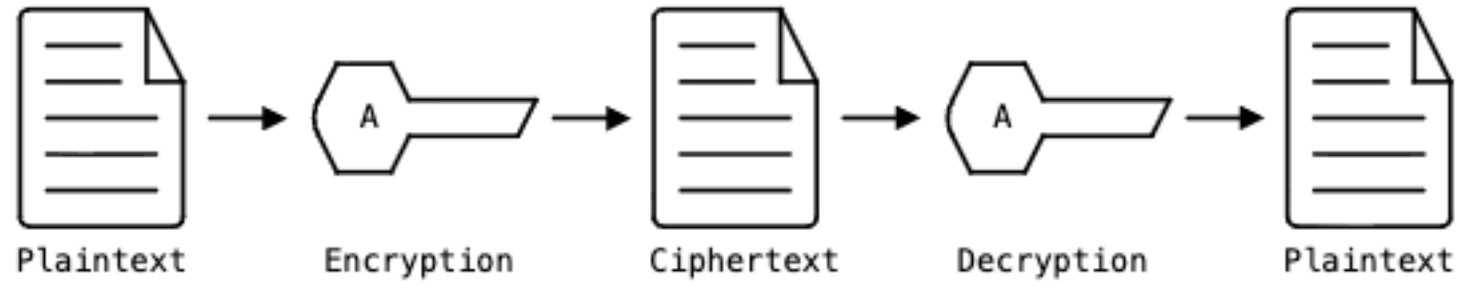 A
A
Plaintext
Encryption
Ciphertext
Decryption
Plaintext